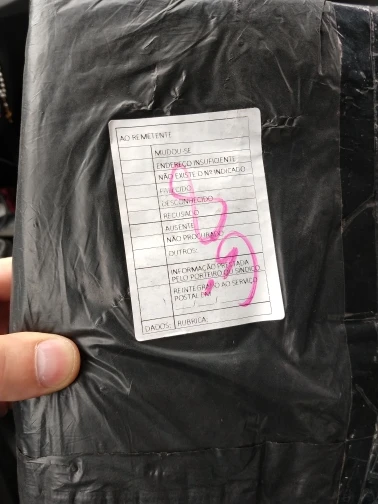 AO REMETENTE
MUDOU-SE
ENDEREÇO INSUFICIENTE
NÃO EXISTE O Nº INDICADO
FALECIDO
DESCONHECIDO
RECUSADO
AUSENTE
NÃO PROCURADO
OUTROS:
INFORMAÇÃO PRESTADA
PELO PORTEIRO OU SÍNDICO
REINTEGRADO AO SERVIÇO
POSTAL EM
DADOS: RUBRICA: